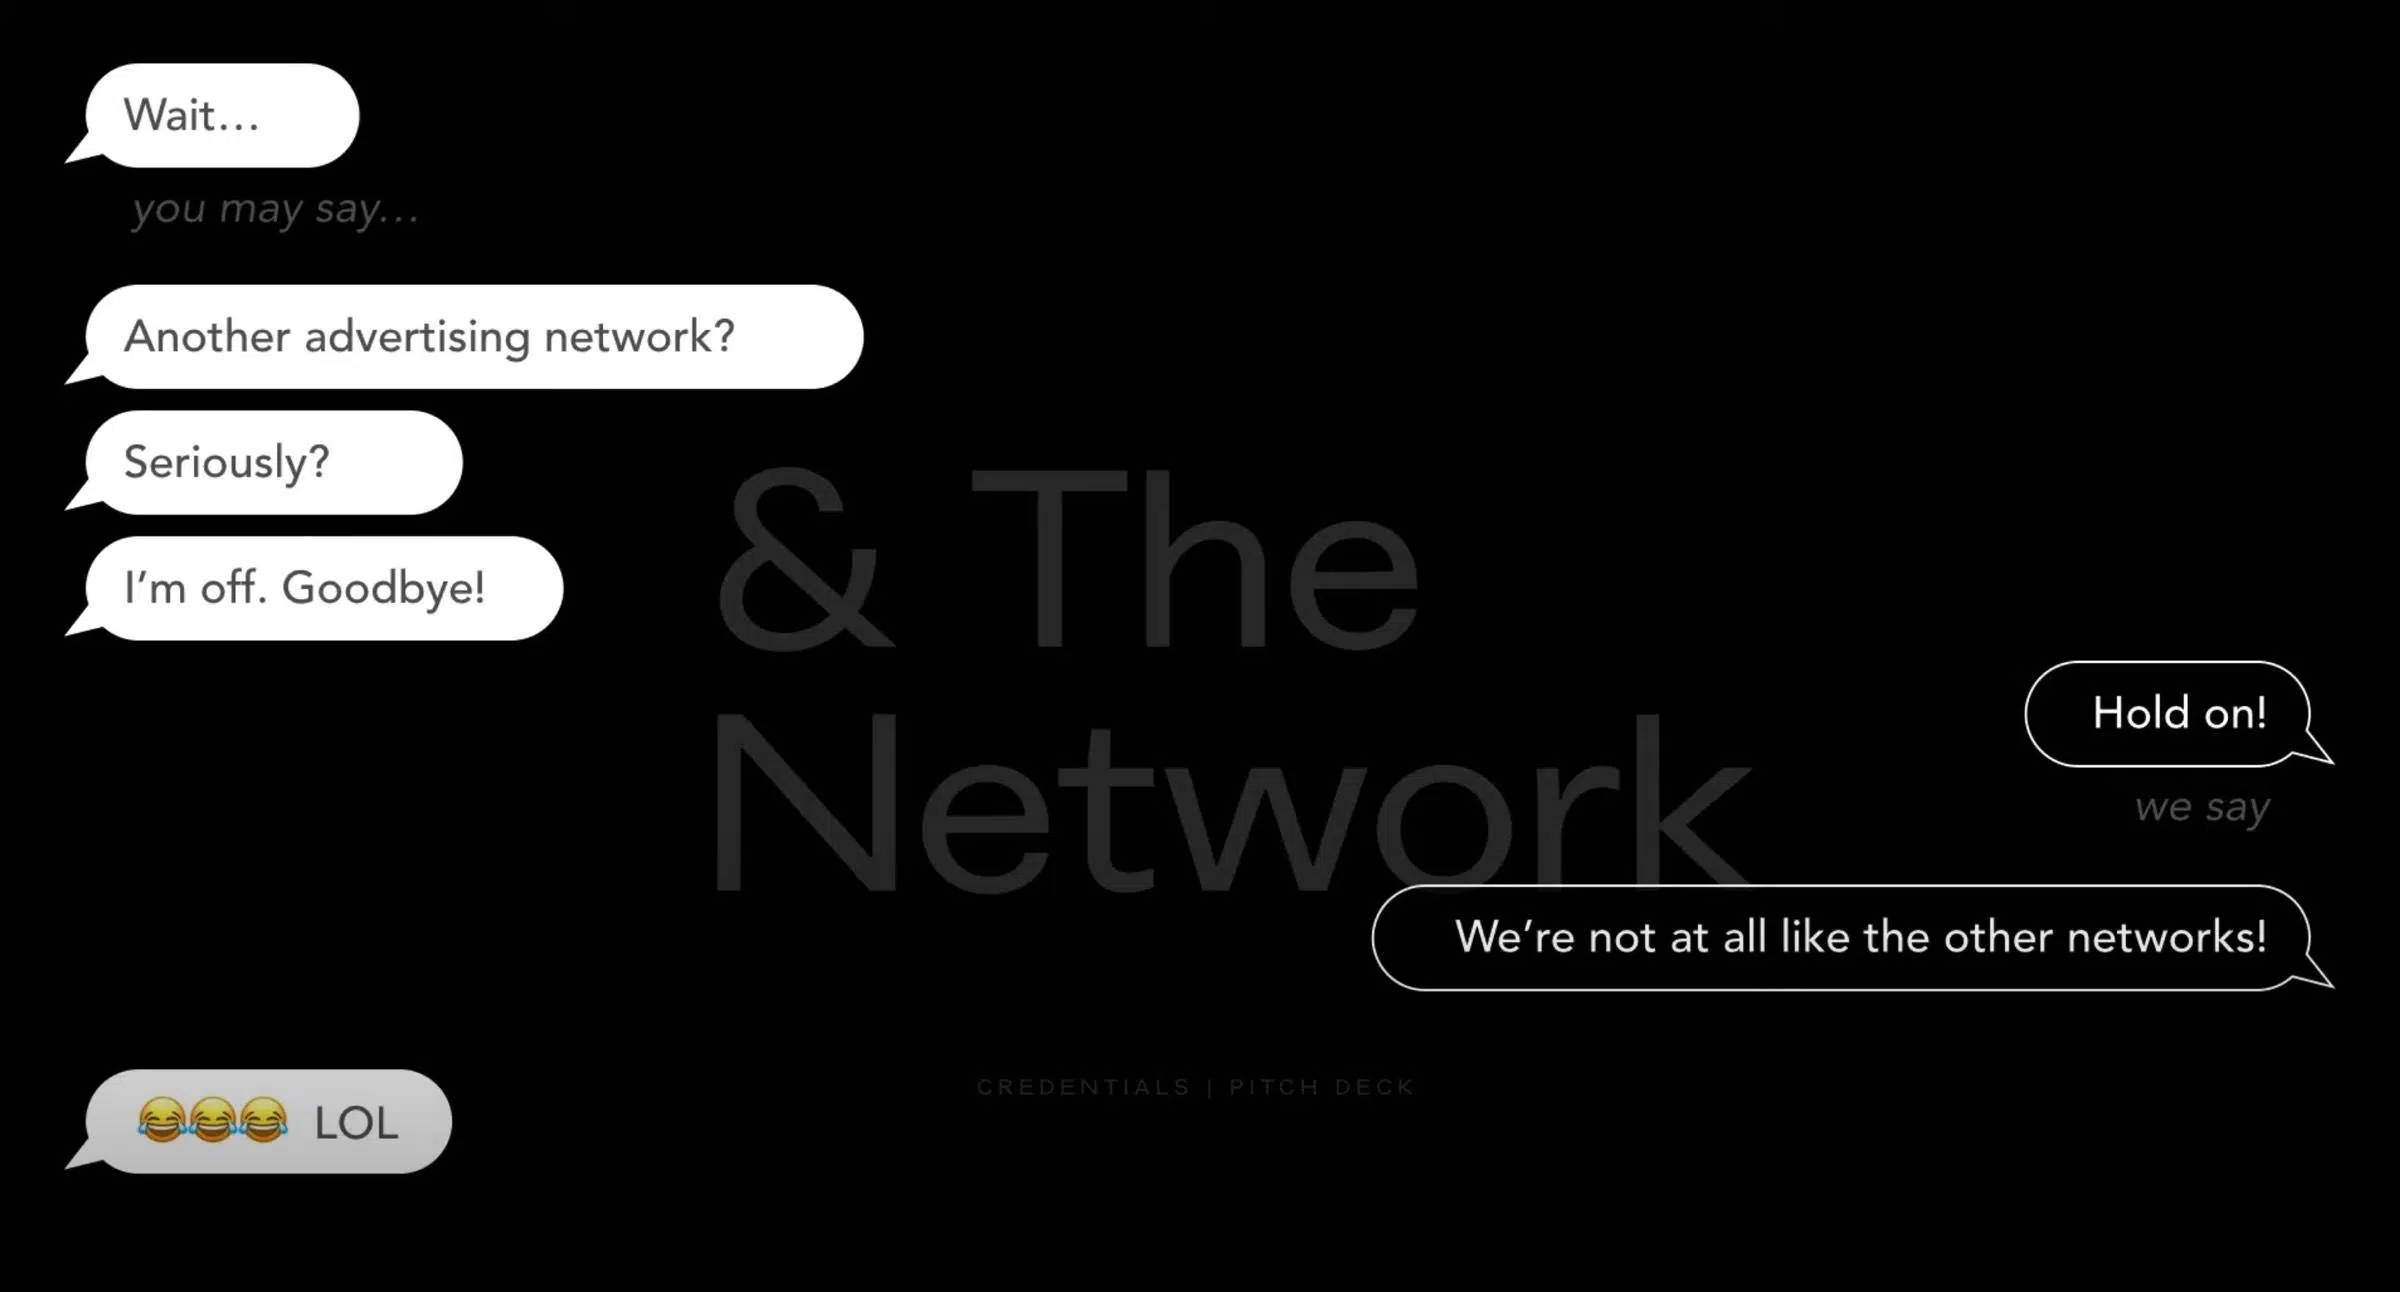 Wait…
you may say…
Another advertising network?
Seriously?
I’m off. Goodbye!
& The
Network
Hold on!
we say
We’re not at all like the other networks!
CREDENTIALS | PITCH DECK
😂😂😂 LOL